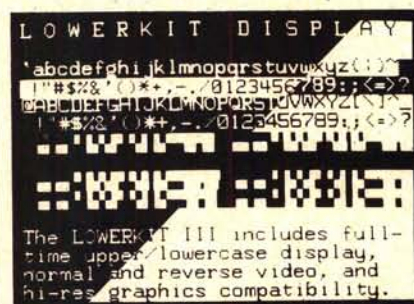 LOWERKIT DISPLAY
`abcdefghijklmnopqrstuvwxyz{¦}~
!"#$%&'()*+,-./0123456789:;<=>?
@ABCDEFGHIJKLMNOPQRSTUVWXYZ[\]^
!"#$%&'()*+,-./0123456789:;<=>?
The LOWERKIT III includes full-
time upper/lowercase display,
normal and reverse video, and
hi-res graphics compatibility.